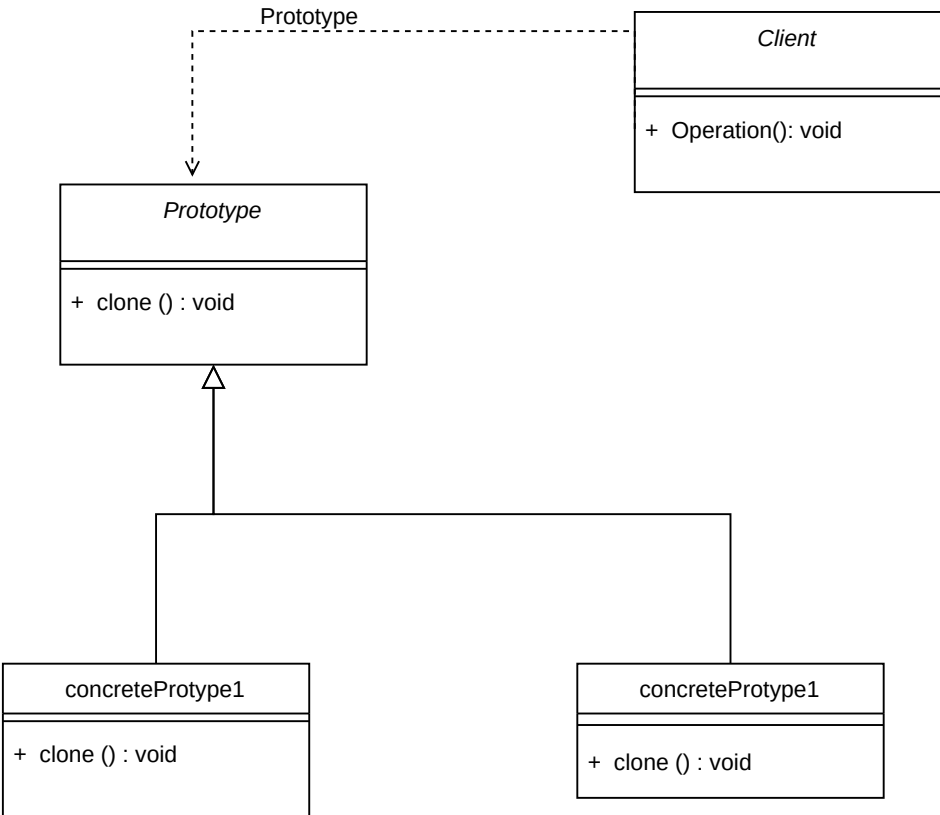 Prototype
Client
+ Operation(): void
Prototype
+ clone () : void
concreteProtype1
+ clone () : void
concreteProtype1
+ clone () : void